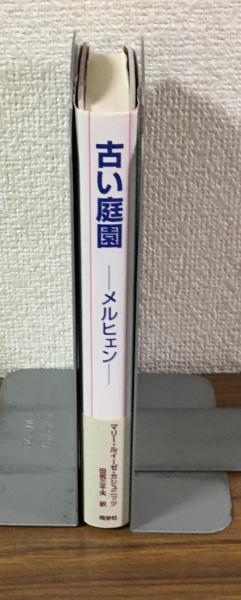 古い庭園
―メルヒェン―
マリー・ルイーゼ・カシュニッツ
田尻三千夫 訳
同学社